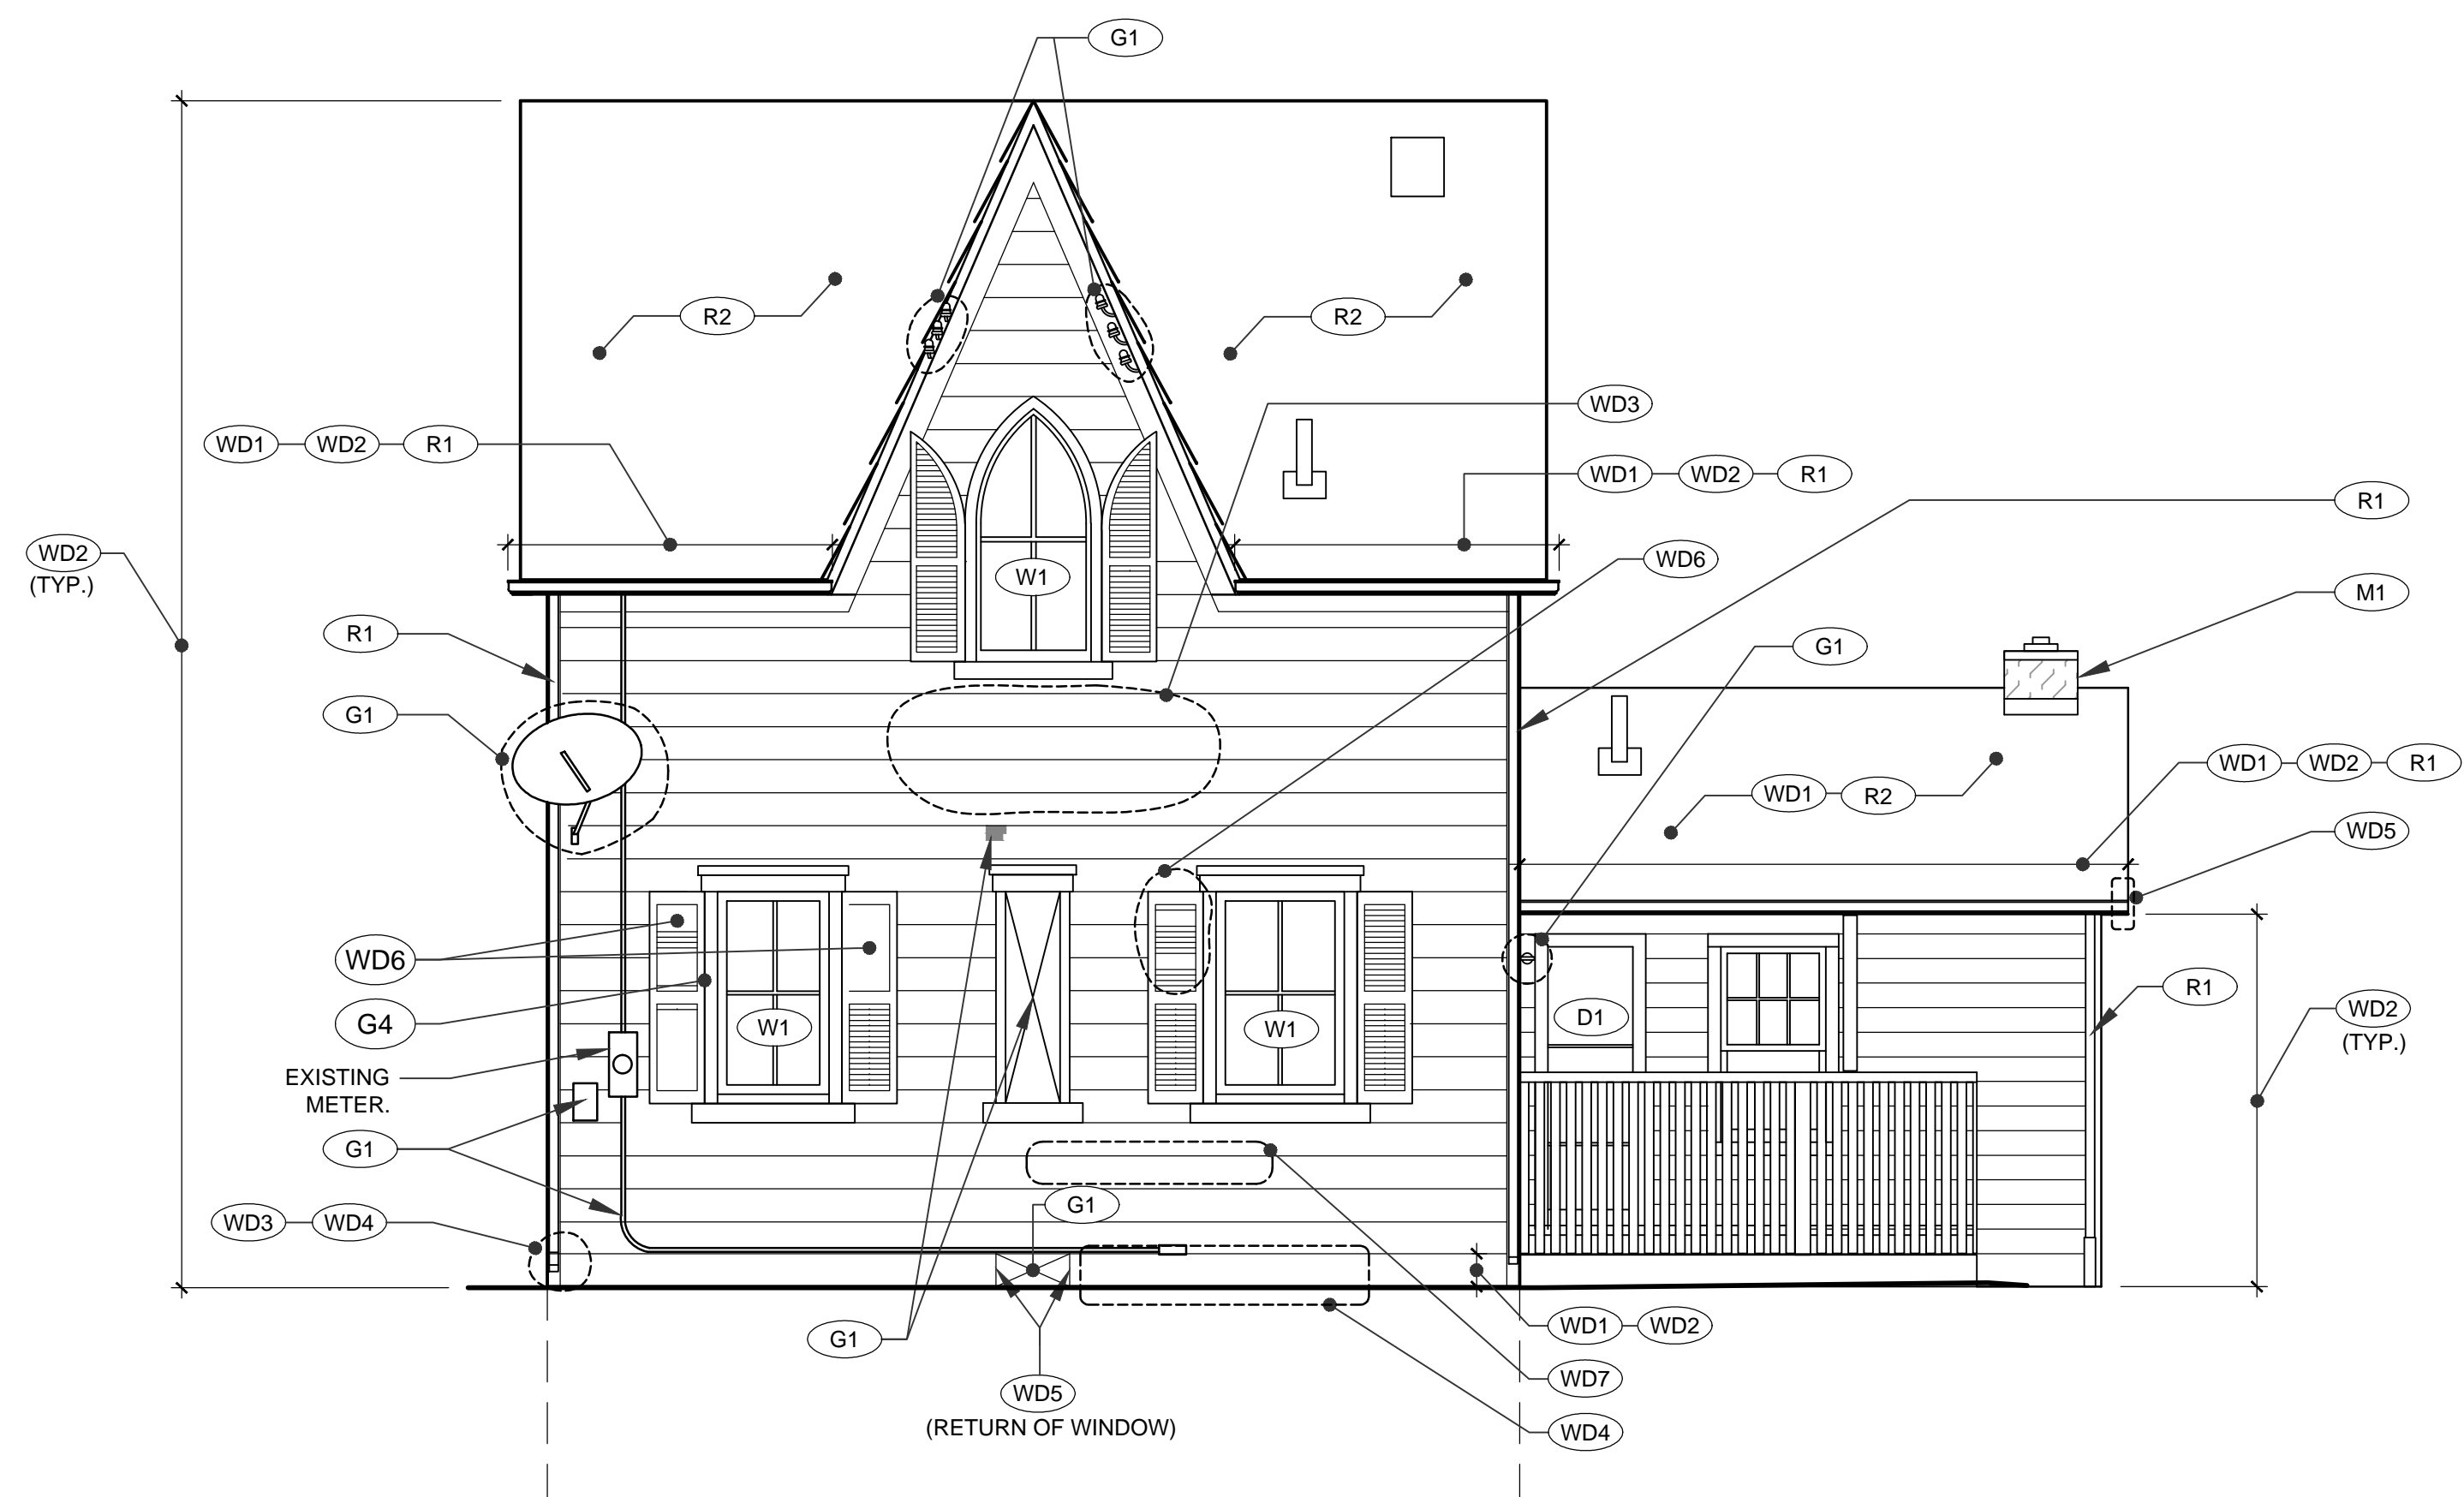 G1
R2
R2
WD3
WD1 WD2 R1
WD1 WD2 R1
R1
WD2
(TYP.)
WD6
W1
M1
R1
G1
G1
WD1 WD2 R1
WD1 R2
WD5
WD6
R1
G4
W1
W1
D1
WD2
(TYP.)
EXISTING
METER.
G1
G1
WD3 WD4
G1
WD1 WD2
WD7
WD5
(RETURN OF WINDOW)
WD4